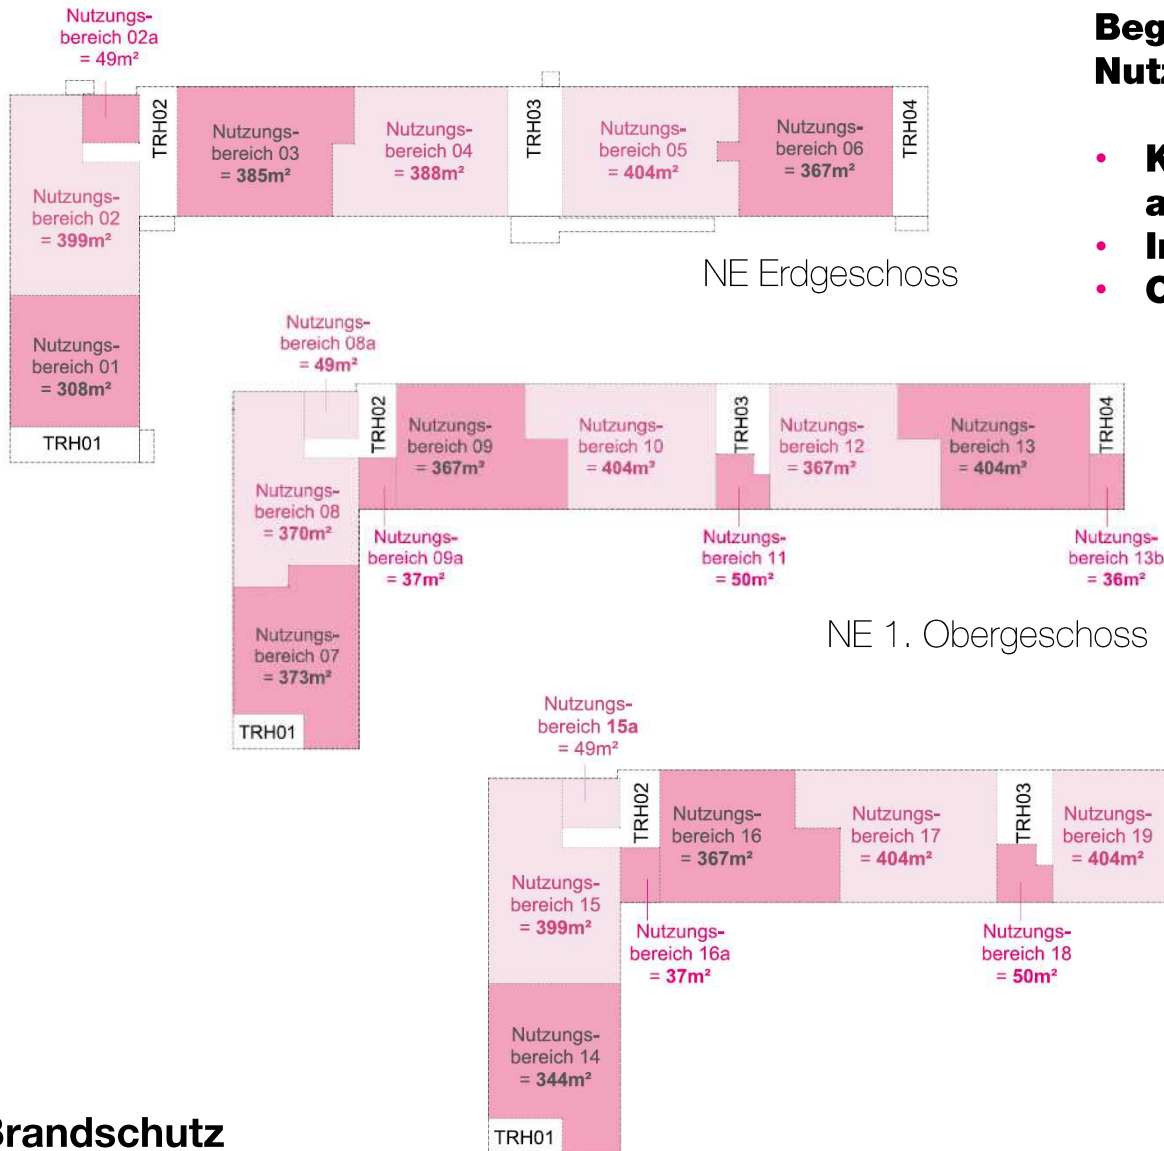 Nutzungs-
bereich 02a
= 49m²
TRH02
Nutzungs-
bereich 03
= 385m²
Nutzungs-
bereich 04
= 388m²
TRH03
Nutzungs-
bereich 05
= 404m²
Nutzungs-
bereich 06
= 367m²
TRH04
Nutzungs-
bereich 02
= 399m²
Nutzungs-
bereich 01
= 308m²
TRH01
NE Erdgeschoss
Nutzungs-
bereich 08a
= 49m²
TRH02
Nutzungs-
bereich 09
= 367m²
Nutzungs-
bereich 10
= 404m²
TRH03
Nutzungs-
bereich 12
= 367m²
Nutzungs-
bereich 13
= 404m²
TRH04
Nutzungs-
bereich 08
= 370m²
Nutzungs-
bereich 09a
= 37m²
Nutzungs-
bereich 11
= 50m²
Nutzungs-
bereich 13b
= 36m²
Nutzungs-
bereich 07
= 373m²
TRH01
NE 1. Obergeschoss
Nutzungs-
bereich 15a
= 49m²
TRH02
Nutzungs-
bereich 16
= 367m²
Nutzungs-
bereich 17
= 404m²
TRH03
Nutzungs-
bereich 19
= 404m²
Nutzungs-
bereich 15
= 399m²
Nutzungs-
bereich 16a
= 37m²
Nutzungs-
bereich 18
= 50m²
Nutzungs-
bereich 14
= 344m²
TRH01
Brandschutz